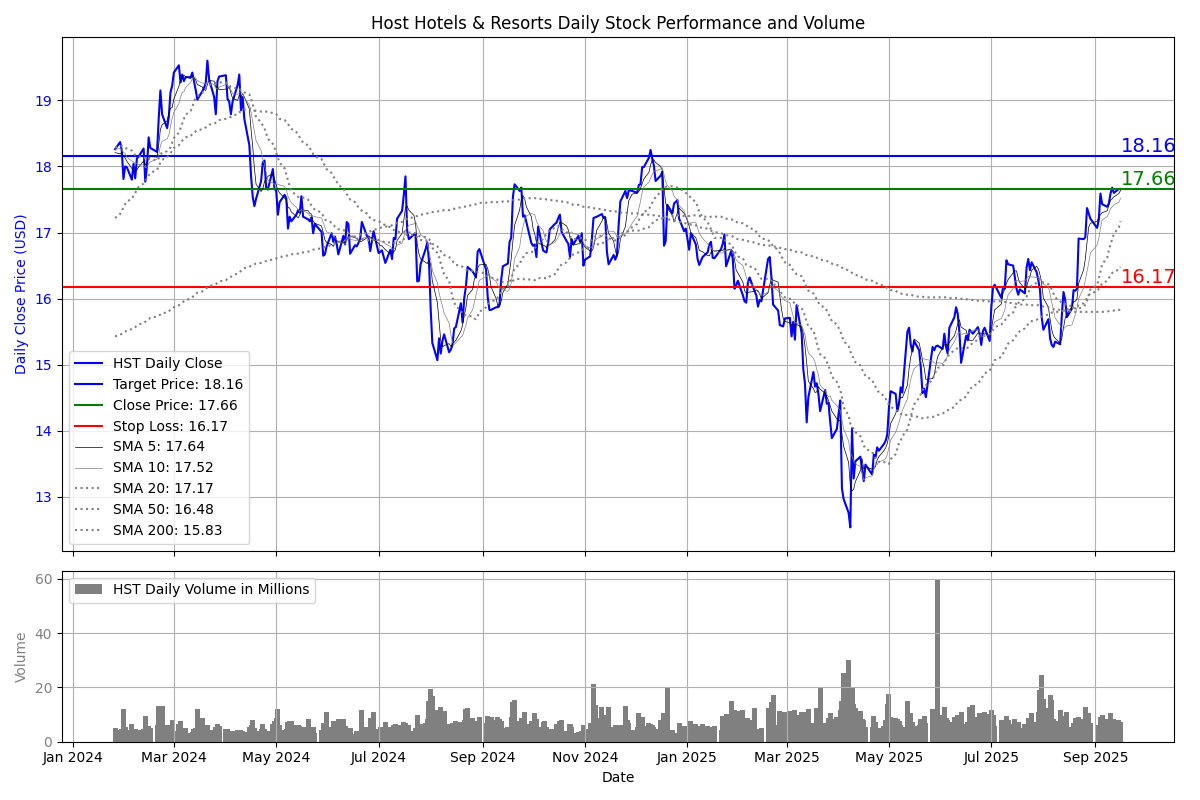 Host Hotels & Resorts Daily Stock Performance and Volume
Daily Close Price (USD)
19
18
17
16
15
14
13
18.16
17.66
16.17
HST Daily Close
Target Price: 18.16
Close Price: 17.66
Stop Loss: 16.17
SMA 5: 17.64
SMA 10: 17.52
SMA 20: 17.17
SMA 50: 16.48
SMA 200: 15.83
Volume
60
40
20
0
HST Daily Volume in Millions
Jan 2024 Mar 2024 May 2024 Jul 2024 Sep 2024 Nov 2024 Jan 2025 Mar 2025 May 2025 Jul 2025 Sep 2025
Date